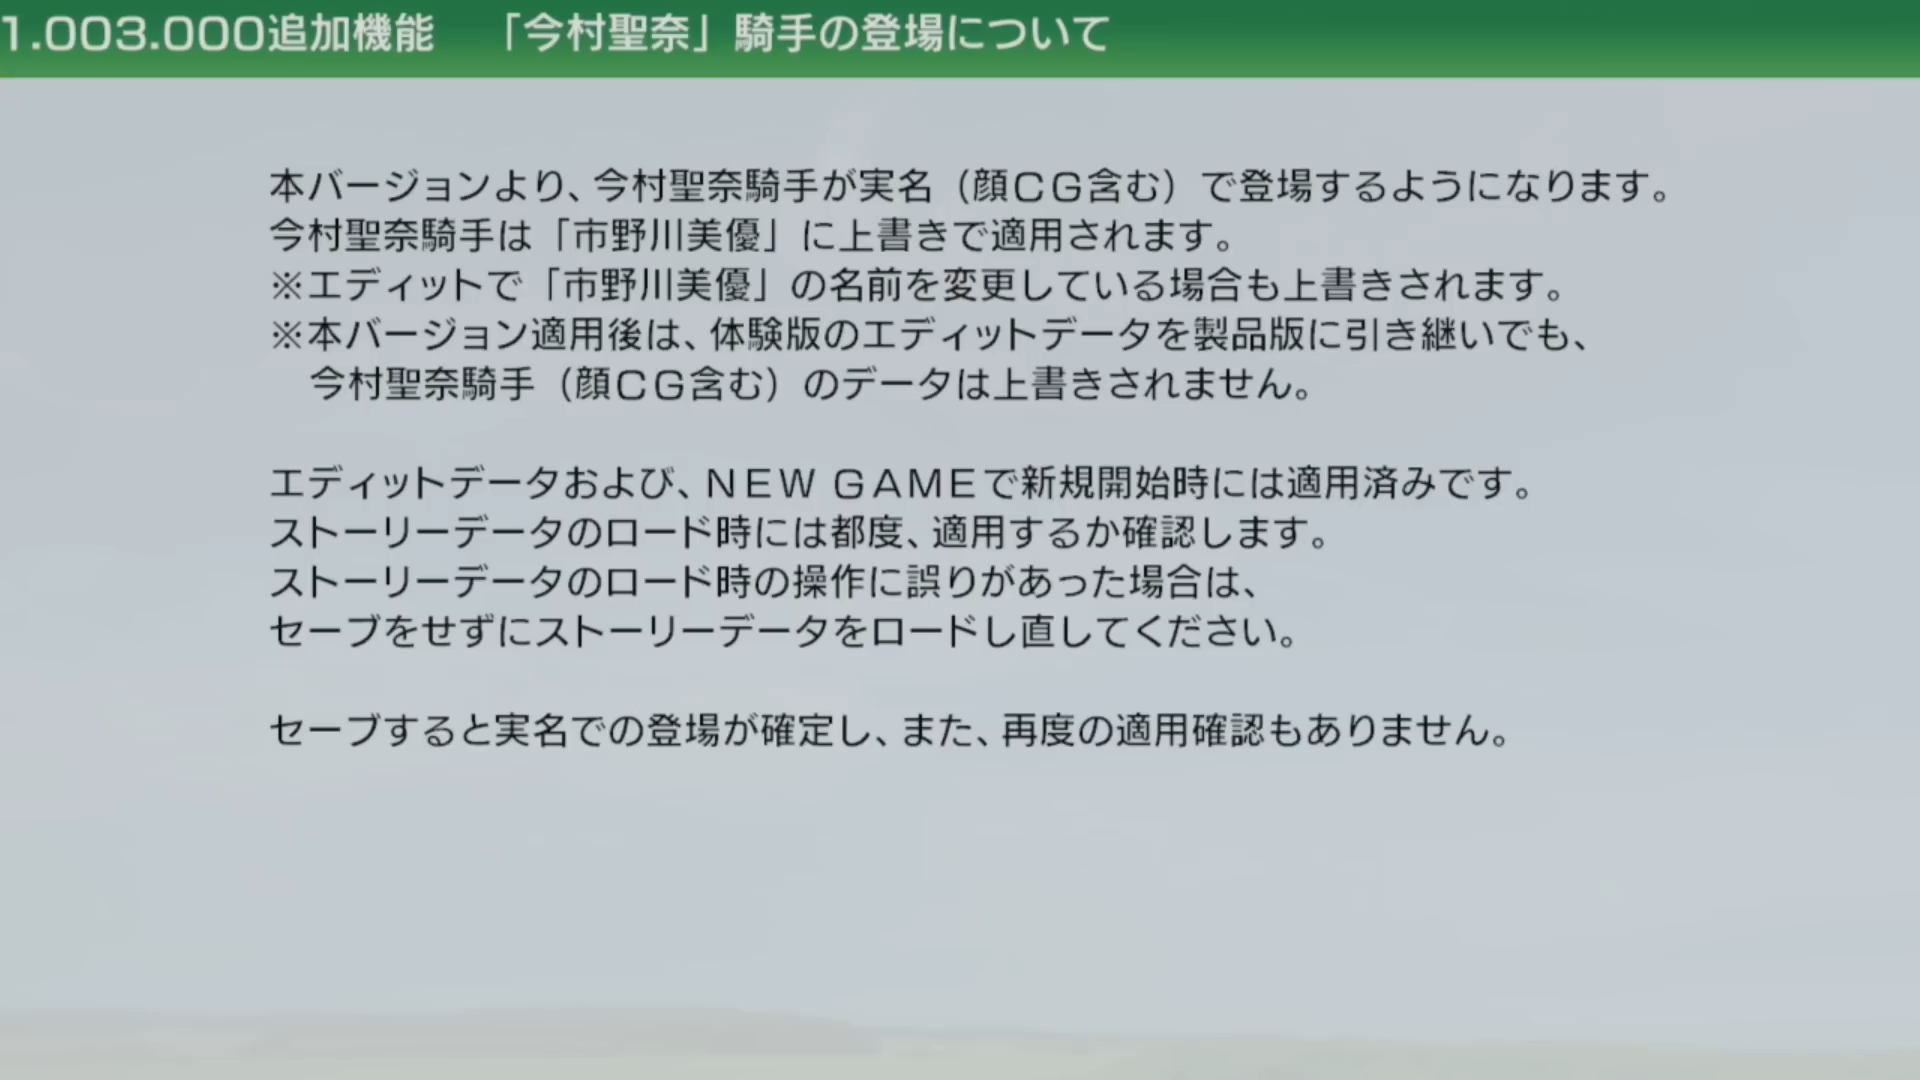 1.003.000追加機能　「今村聖奈」騎手の登場について
本バージョンより、今村聖奈騎手が実名（顔ＣＧ含む）で登場するようになります。
今村聖奈騎手は「市野川美優」に上書きで適用されます。
※エディットで「市野川美優」の名前を変更している場合も上書きされます。
※本バージョン適用後は、体験版のエディットデータを製品版に引き継いでも、
今村聖奈騎手（顔ＣＧ含む）のデータは上書きされません。
エディットデータおよび、ＮＥＷ ＧＡＭＥで新規開始時には適用済みです。
ストーリーデータのロード時には都度、適用するか確認します。
ストーリーデータのロード時の操作に誤りがあった場合は、
セーブをせずにストーリーデータをロードし直してください。
セーブすると実名での登場が確定し、また、再度の適用確認もありません。